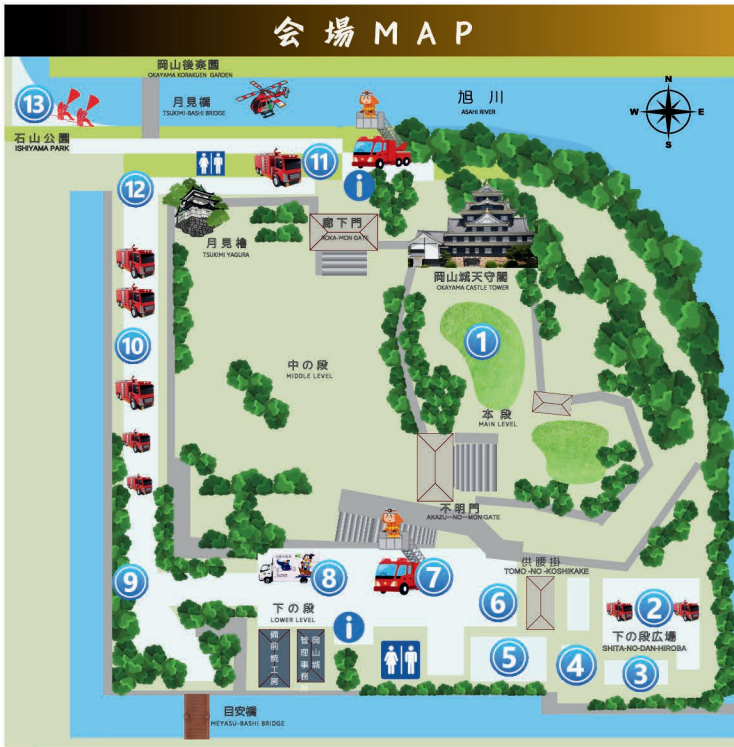 会場MAP
岡山後楽園
OKAYAMA KORAKUEN GARDEN
13
月見橋
TSUKIMI-BASHI BRIDGE
旭川
ASAHI RIVER
N
W
E
S
石山公園
ISHIYAMA PARK
11
i
12
月見櫓
TSUKIMI YAGURA
廊下門
ROKA-MON GATE
岡山城天守閣
OKAYAMA CASTLE TOWER
10
1
中の段
MIDDLE LEVEL
本段
MAIN LEVEL
不明門
AKAZU-NO-MON GATE
9
8
7
供腰掛
TOMO-NO-KOSHIKAKE
6
2
下の段
LOWER LEVEL
i
下の段広場
SHITA-NO-DAN-HIROBA
備前焼工房
岡山城
管理事務所
5
4
3
目安橋
MEYASU-BASHI BRIDGE